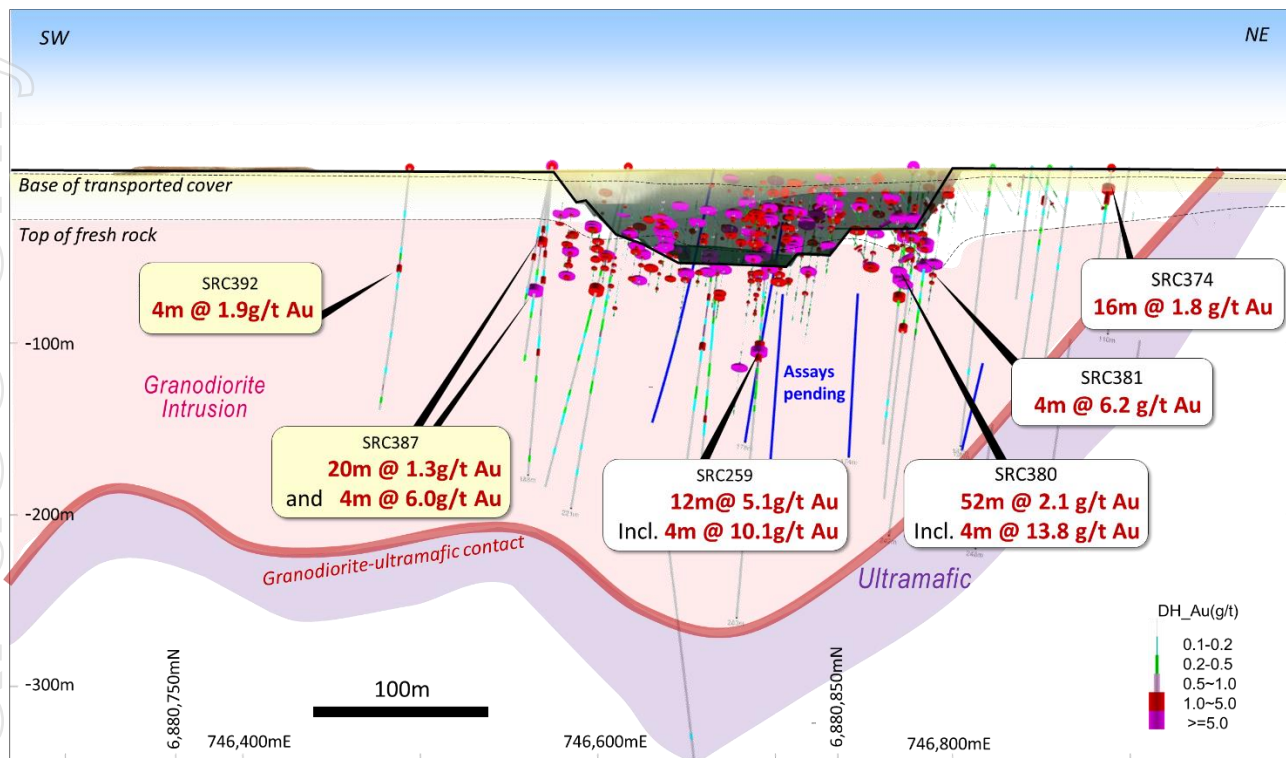 SW
NE
Base of transported cover
Top of fresh rock
SRC392
4m @ 1.9g/t Au
SRC374
16m @ 1.8 g/t Au
-100m
Assays
pending
SRC381
4m @ 6.2 g/t Au
Granodiorite
Intrusion
SRC387
20m @ 1.3g/t Au
and 4m @ 6.0g/t Au
SRC259
12m@ 5.1g/t Au
Incl. 4m @ 10.1g/t Au
SRC380
52m @ 2.1 g/t Au
Incl. 4m @ 13.8 g/t Au
-200m
221m
Granodiorite-ultramafic contact
Ultramafic
DH_Au(g/t)
0.1-0.2
0.2-0.5
0.5~1.0
1.0~5.0
>=5.0
-300m
100m
6,880,750mN
6,880,850mN
746,400mE
746,600mE
746,800mE